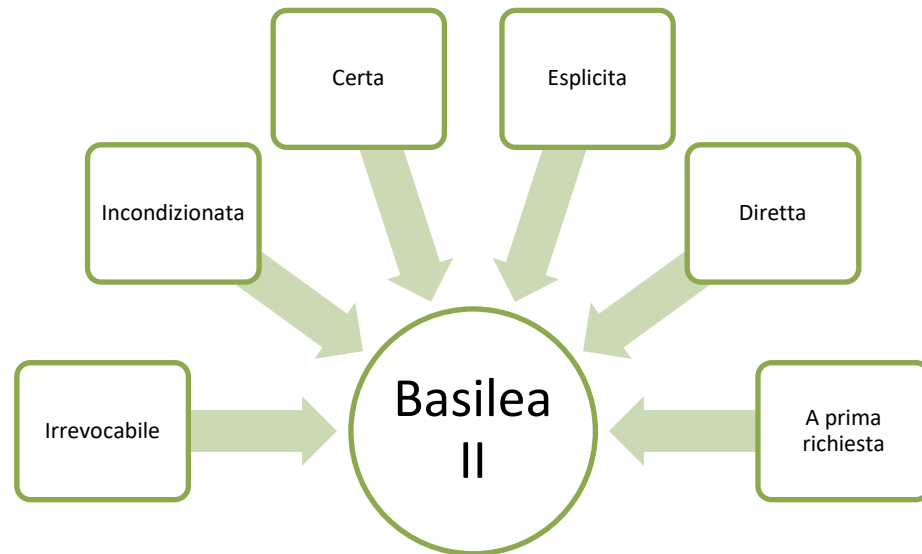 Certa
Esplicita
Incondizionata
Diretta
Irrevocabile
Basilea
II
A prima
richiesta